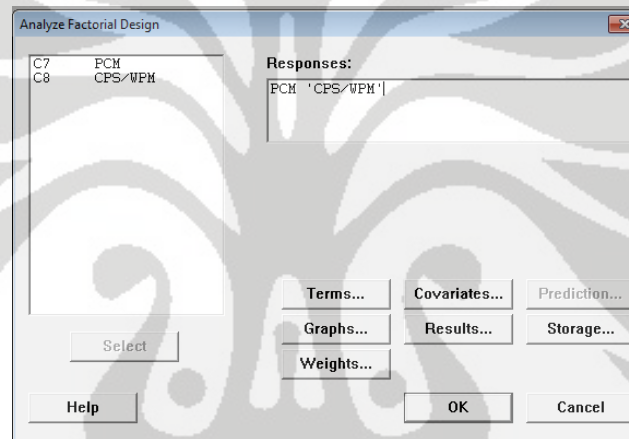 Analyze Factorial Design
C7 PCM
C8 CPS/WPM
Responses:
PCM 'CPS/WPM'
Terms... Covariates... Prediction...
Select Graphs... Results... Storage...
Weights...
Help OK Cancel